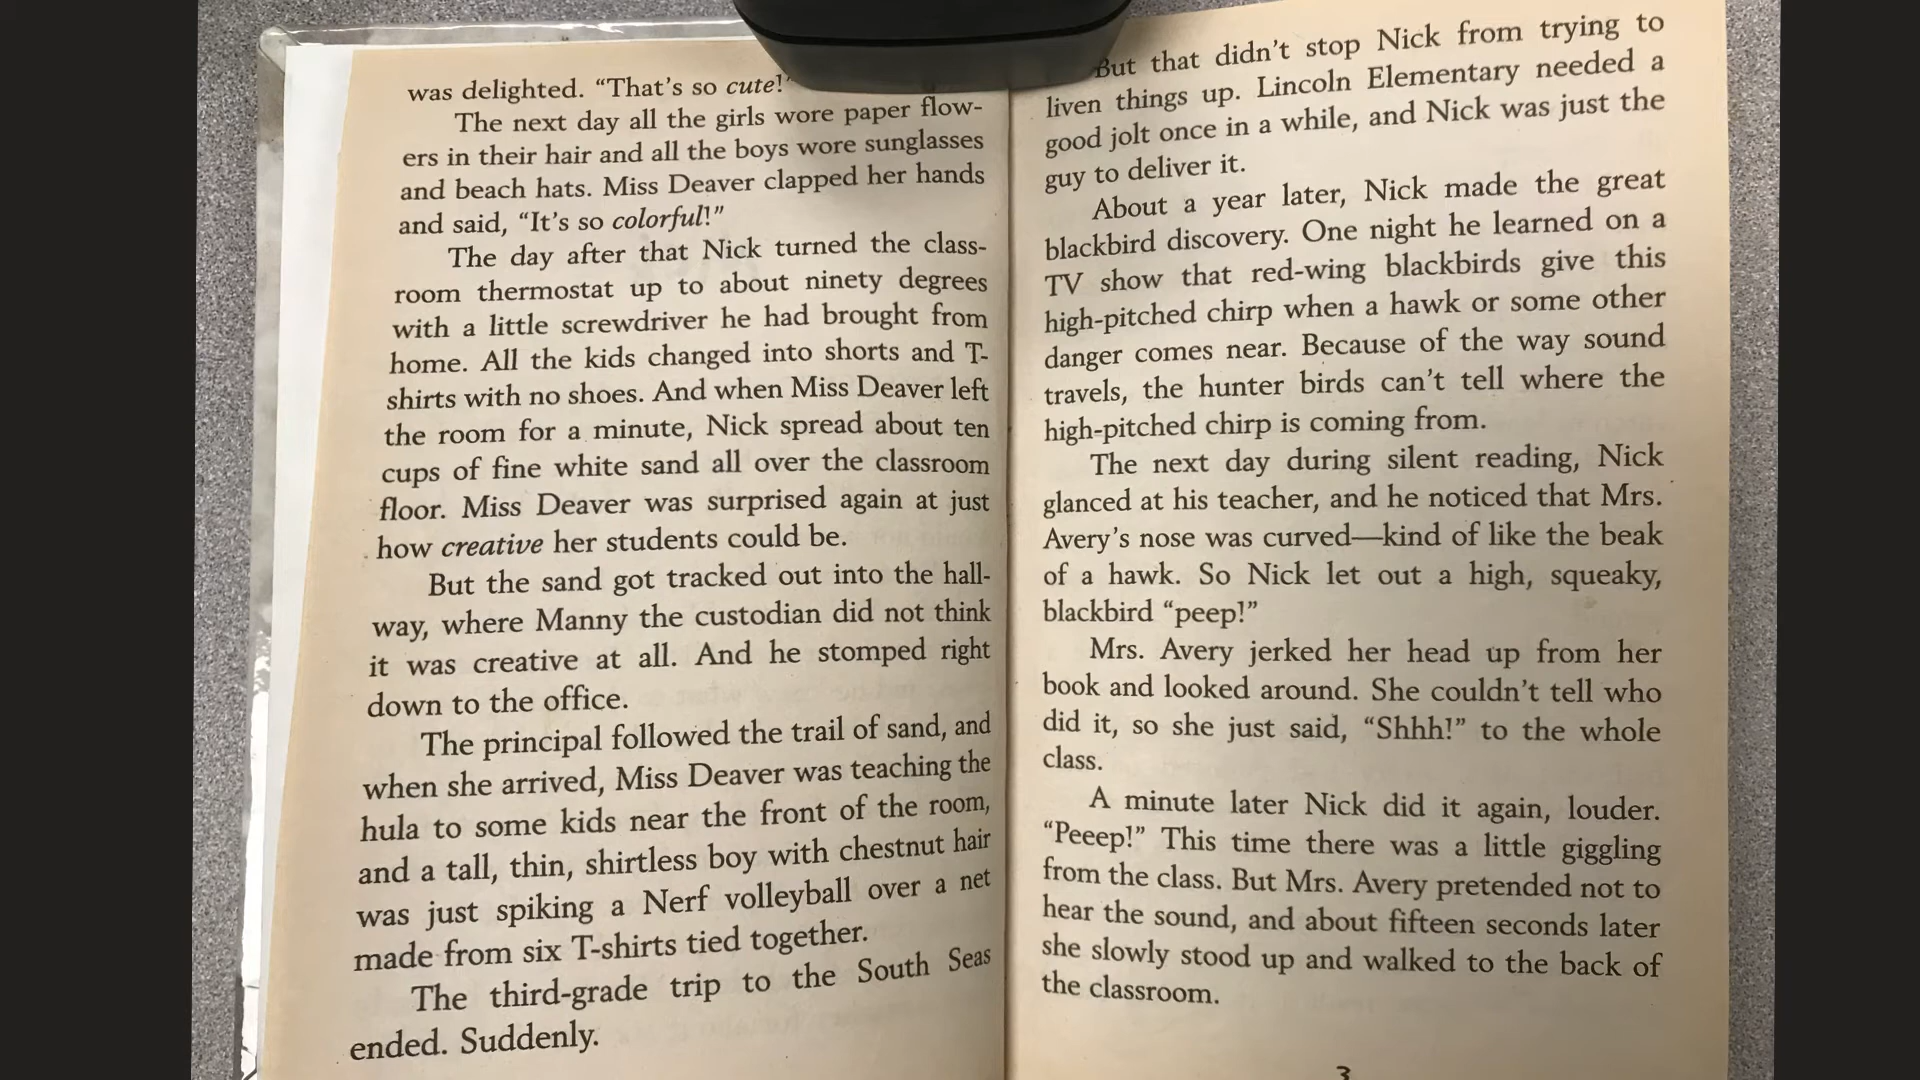 was delighted. “That’s so cute!”
The next day all the girls wore paper flow-
ers in their hair and all the boys wore sunglasses
and beach hats. Miss Deaver clapped her hands
and said, “It’s so colorful!”
The day after that Nick turned the class-
room thermostat up to about ninety degrees
with a little screwdriver he had brought from
home. All the kids changed into shorts and T-
shirts with no shoes. And when Miss Deaver left
the room for a minute, Nick spread about ten
cups of fine white sand all over the classroom
floor. Miss Deaver was surprised again at just
how creative her students could be.
But the sand got tracked out into the hall-
way, where Manny the custodian did not think
it was creative at all. And he stomped right
down to the office.
The principal followed the trail of sand, and
when she arrived, Miss Deaver was teaching the
hula to some kids near the front of the room,
and a tall, thin, shirtless boy with chestnut hair
was just spiking a Nerf volleyball over a net
made from six T-shirts tied together.
The third-grade trip to the South Seas
ended. Suddenly.
But that didn’t stop Nick from trying to
liven things up. Lincoln Elementary needed a
good jolt once in a while, and Nick was just the
guy to deliver it.
About a year later, Nick made the great
blackbird discovery. One night he learned on a
TV show that red-wing blackbirds give this
high-pitched chirp when a hawk or some other
danger comes near. Because of the way sound
travels, the hunter birds can’t tell where the
high-pitched chirp is coming from.
The next day during silent reading, Nick
glanced at his teacher, and he noticed that Mrs.
Avery’s nose was curved—kind of like the beak
of a hawk. So Nick let out a high, squeaky,
blackbird “peep!”
Mrs. Avery jerked her head up from her
book and looked around. She couldn’t tell who
did it, so she just said, “Shhh!” to the whole
class.
A minute later Nick did it again, louder.
“Peeep!” This time there was a little giggling
from the class. But Mrs. Avery pretended not to
hear the sound, and about fifteen seconds later
she slowly stood up and walked to the back of
the classroom.
3